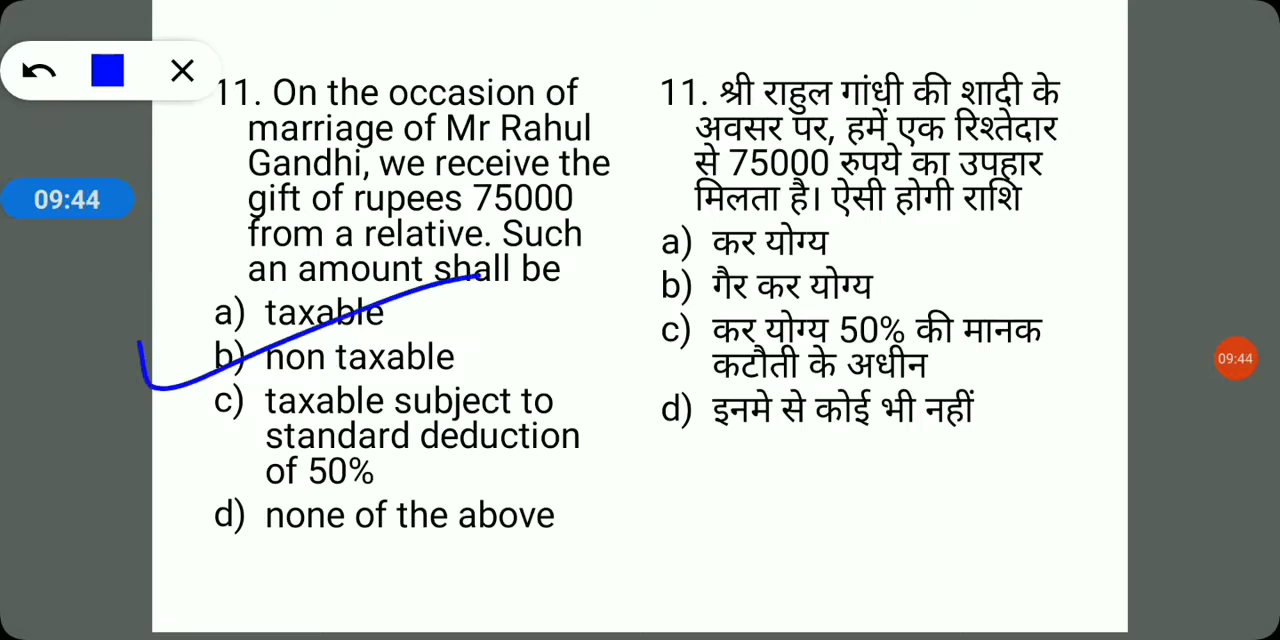 09:44
11. On the occasion of
marriage of Mr Rahul
Gandhi, we receive the
gift of rupees 75000
from a relative. Such
an amount shall be
a) taxable
b) non taxable
c) taxable subject to
standard deduction
of 50%
d) none of the above
11. श्री राहुल गांधी की शादी के
अवसर पर, हमें एक रिश्तेदार
से 75000 रुपये का उपहार
मिलता है। ऐसी होगी राशि
a) कर योग्य
b) गैर कर योग्य
c) कर योग्य 50% की मानक
कटौती के अधीन
d) इनमे से कोई भी नहीं
09:44